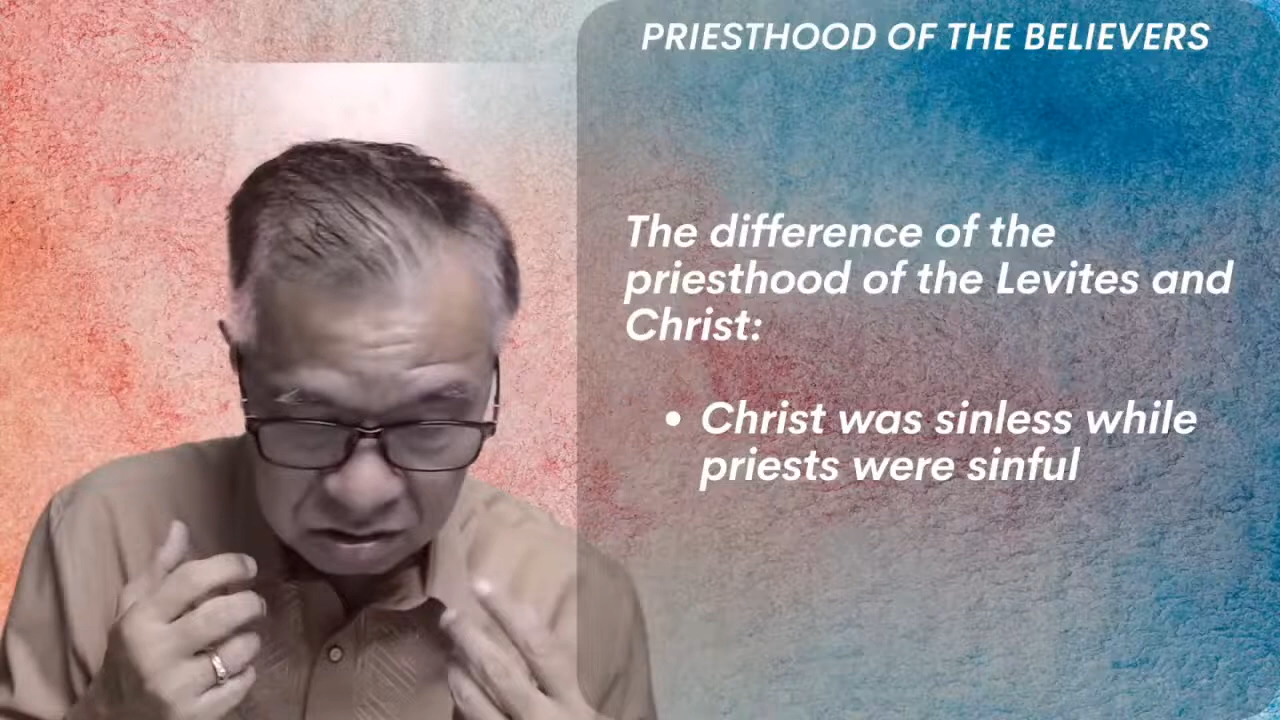 PRIESTHOOD OF THE BELIEVERS
The difference of the
priesthood of the Levites and
Christ:
• Christ was sinless while
priests were sinful